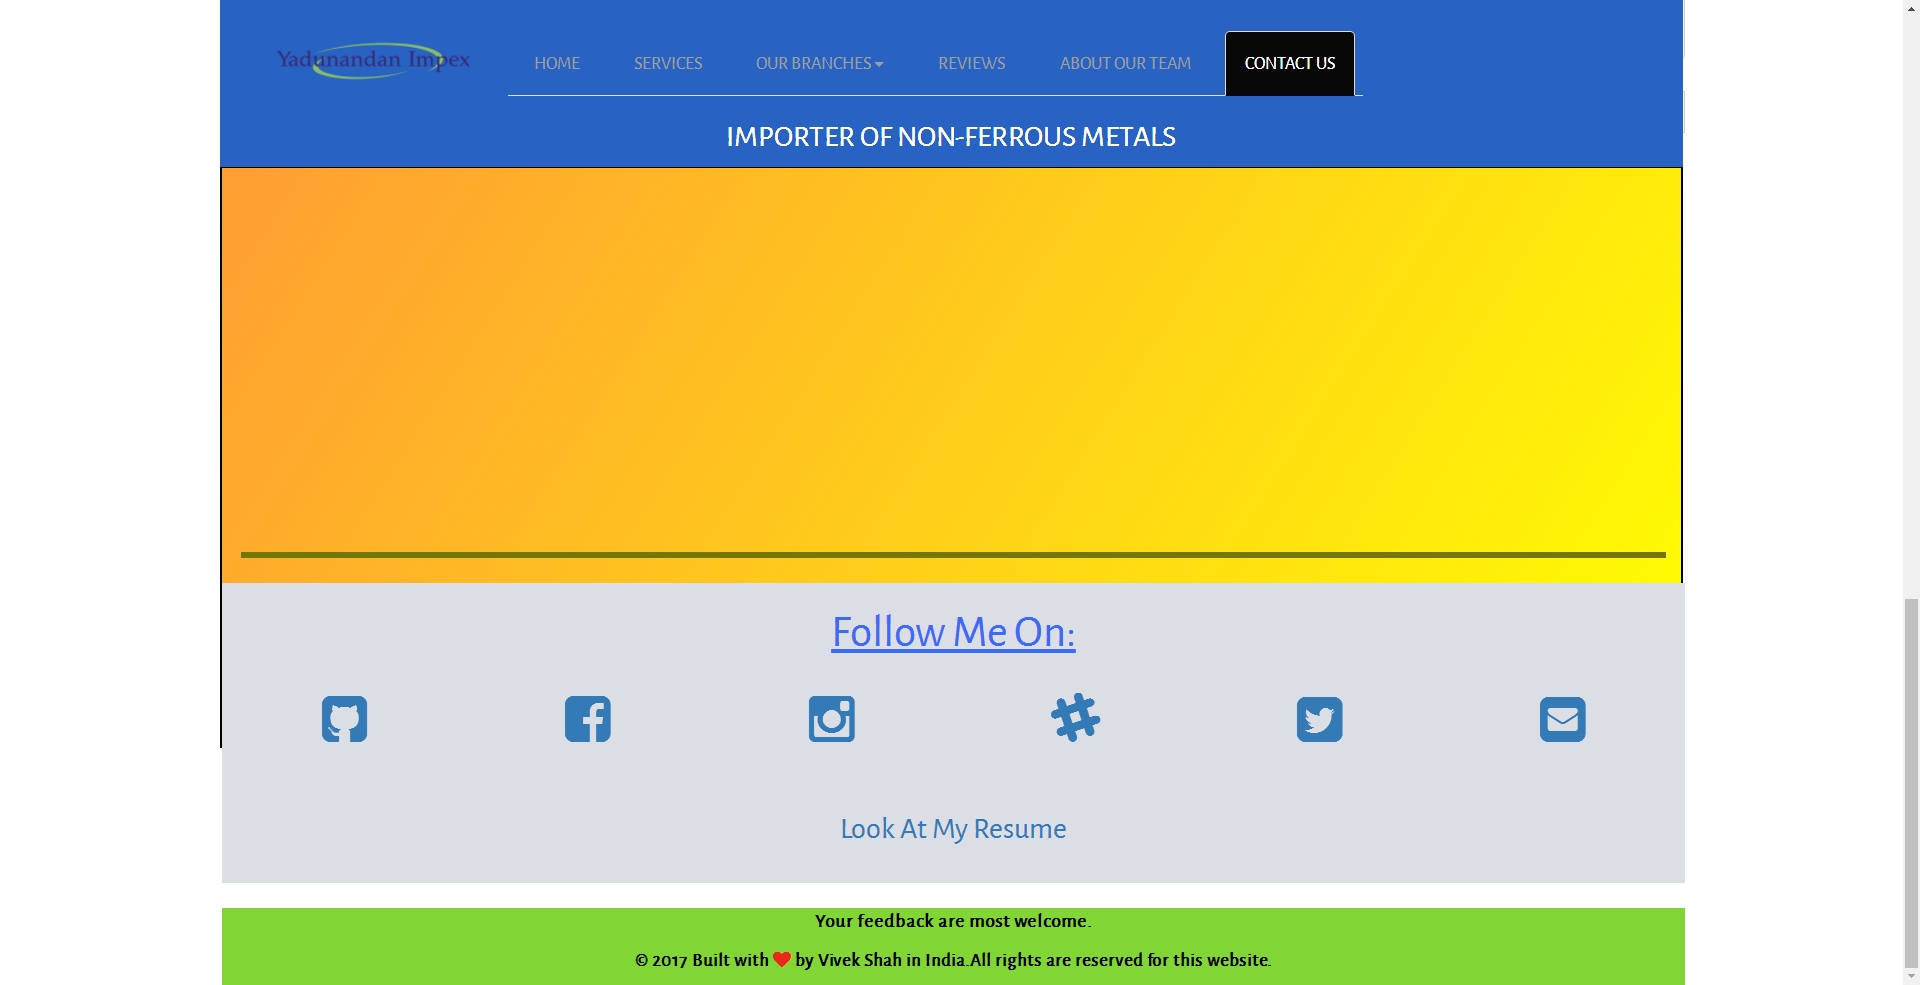 Yadunandan Impex
HOME SERVICES OUR BRANCHES REVIEWS ABOUT OUR TEAM CONTACT US
IMPORTER OF NON-FERROUS METALS
Follow Me On:
Look At My Resume
Your feedback are most welcome.
© 2017 Built with ❤ by Vivek Shah in India.All rights are reserved for this website.